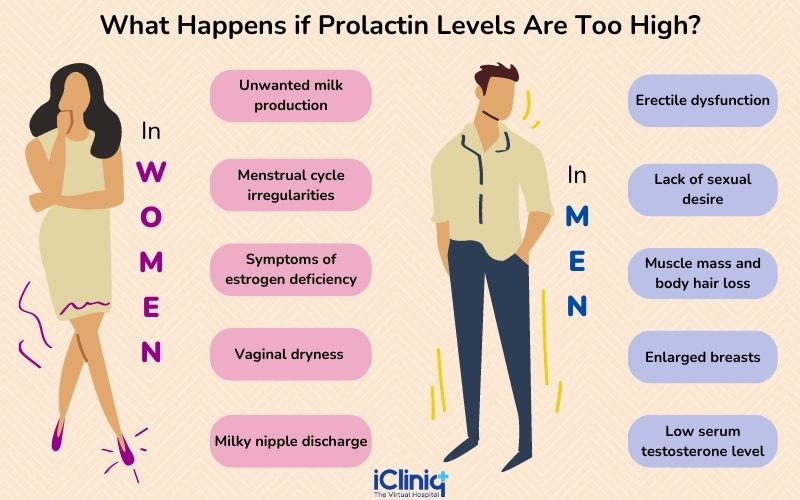 What Happens if Prolactin Levels Are Too High?
In
WOMEN
Unwanted milk
production
Menstrual cycle
irregularities
Symptoms of
estrogen deficiency
Vaginal dryness
Milky nipple discharge
In
MEN
Erectile dysfunction
Lack of sexual
desire
Muscle mass and
body hair loss
Enlarged breasts
Low serum
testosterone level
iCliniq
The Virtual Hospital